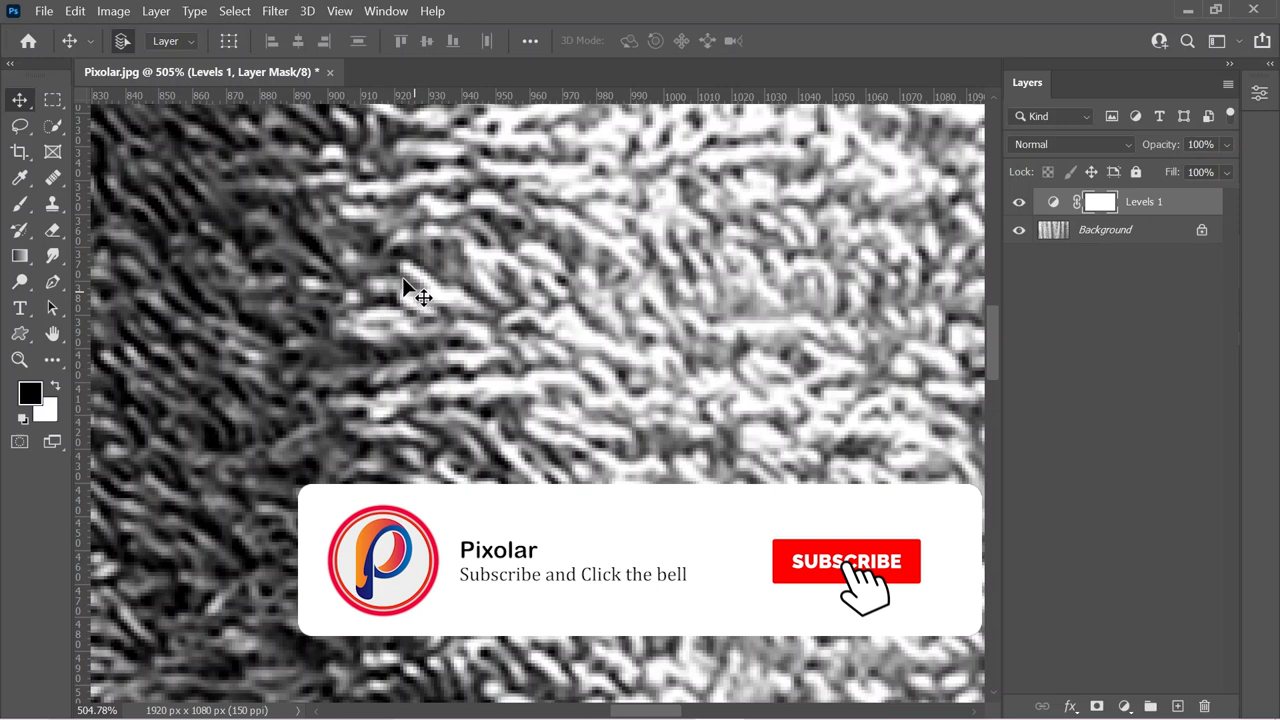 Ps File Edit Image Layer Type Select Filter 3D View Window Help
Layer 3D Mode:
Pixolar.jpg @ 505% (Levels 1, Layer Mask/8) * ×
830 840 850 860 870 880 890 900 910 920 930 940 950 960 970 980 990 1000 1010 1020 1030 1040 1050 1060 1070 1090
Layers
Kind
Normal Opacity: 100%
Lock: Fill: 100%
Levels 1
Background
Pixolar
Subscribe and Click the bell
SUBSCRIBE
504.78% 1920 px x 1080 px (150 ppi)